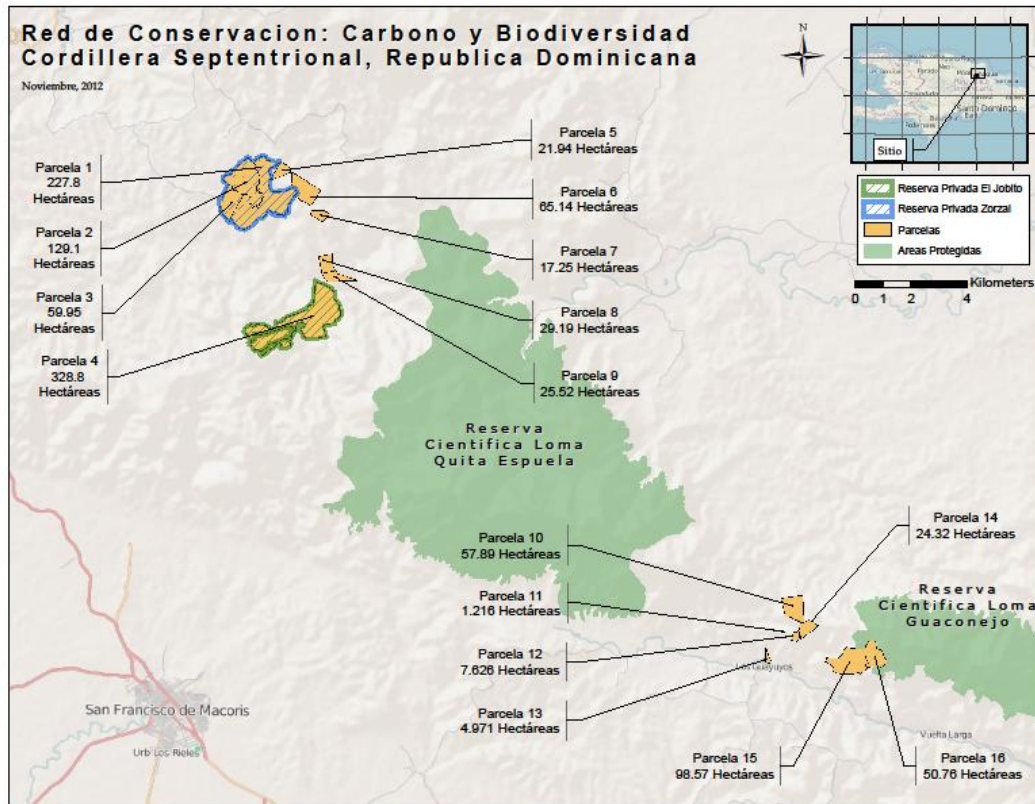 Red de Conservacion: Carbono y Biodiversidad
Cordillera Septentrional, Republica Dominicana
Noviembre, 2012
N
Santo Domingo
Sitio
Reserva Privada El Jobito
Reserva Privada Zorzal
Parcelas
Areas Protegidas
Kilometers
0 1 2 4
Parcela 1
227.8
Hectáreas
Parcela 2
129.1
Hectáreas
Parcela 3
59.95
Hectáreas
Parcela 4
328.8
Hectáreas
Parcela 5
21.94 Hectáreas
Parcela 6
65.14 Hectáreas
Parcela 7
17.25 Hectáreas
Parcela 8
29.19 Hectáreas
Parcela 9
25.52 Hectáreas
Reserva
Cientifica Loma
Quita Espuela
Parcela 10
57.89 Hectáreas
Parcela 11
1.216 Hectáreas
Parcela 12
7.626 Hectáreas
Parcela 13
4.971 Hectáreas
Parcela 14
24.32 Hectáreas
Reserva
Cientifica Loma
Guaconejo
Los Guayuyos
Vuelta Larga
Parcela 15
98.57 Hectáreas
Parcela 16
50.76 Hectáreas
San Francisco de Macoris
Urb Los Rieles